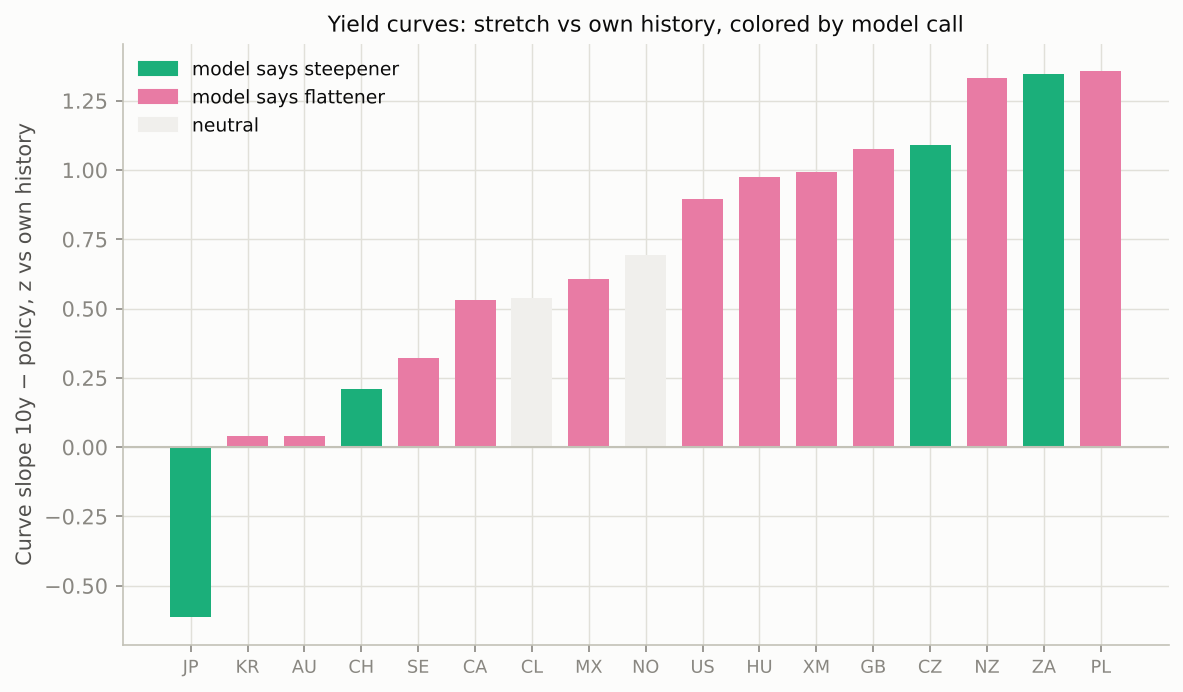 Yield curves: stretch vs own history, colored by model call
model says steepener
model says flattener
neutral
Curve slope 10y − policy, z vs own history
1.25
1.00
0.75
0.50
0.25
0.00
−0.25
−0.50
JP KR AU CH SE CA CL MX NO US HU XM GB CZ NZ ZA PL